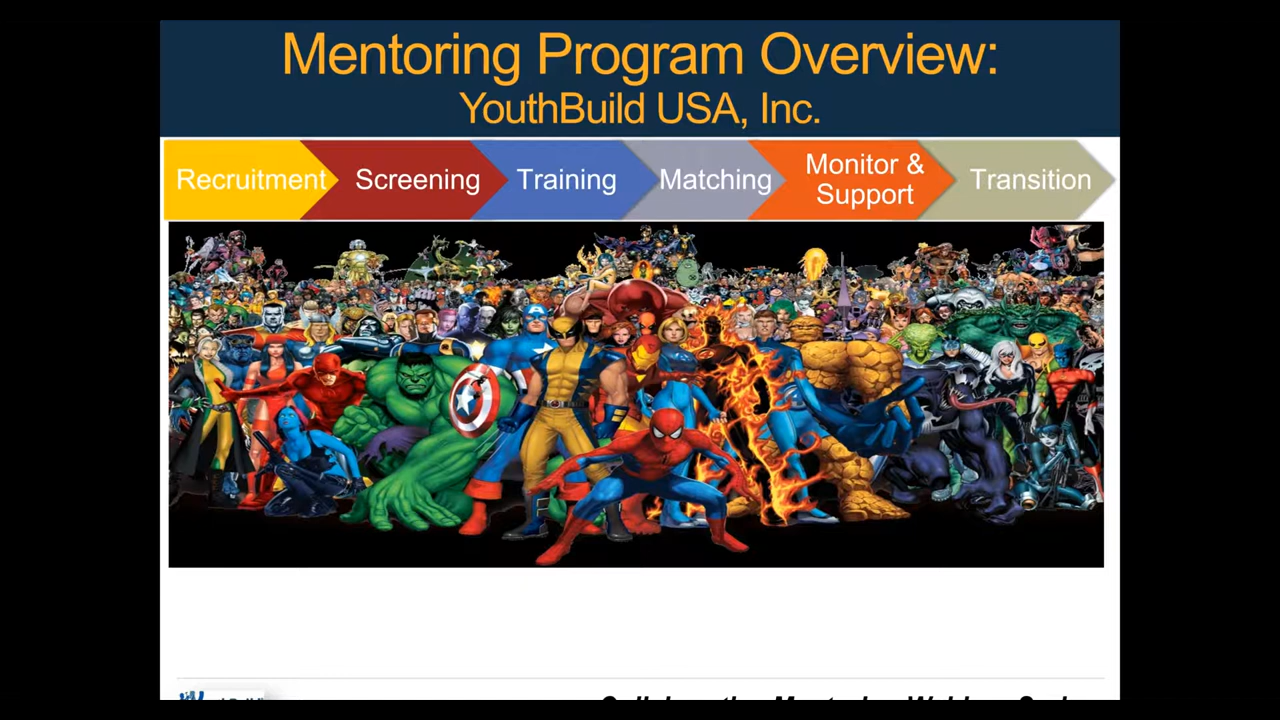 Mentoring Program Overview:
YouthBuild USA, Inc.
Recruitment
Screening
Training
Matching
Monitor &
Support
Transition